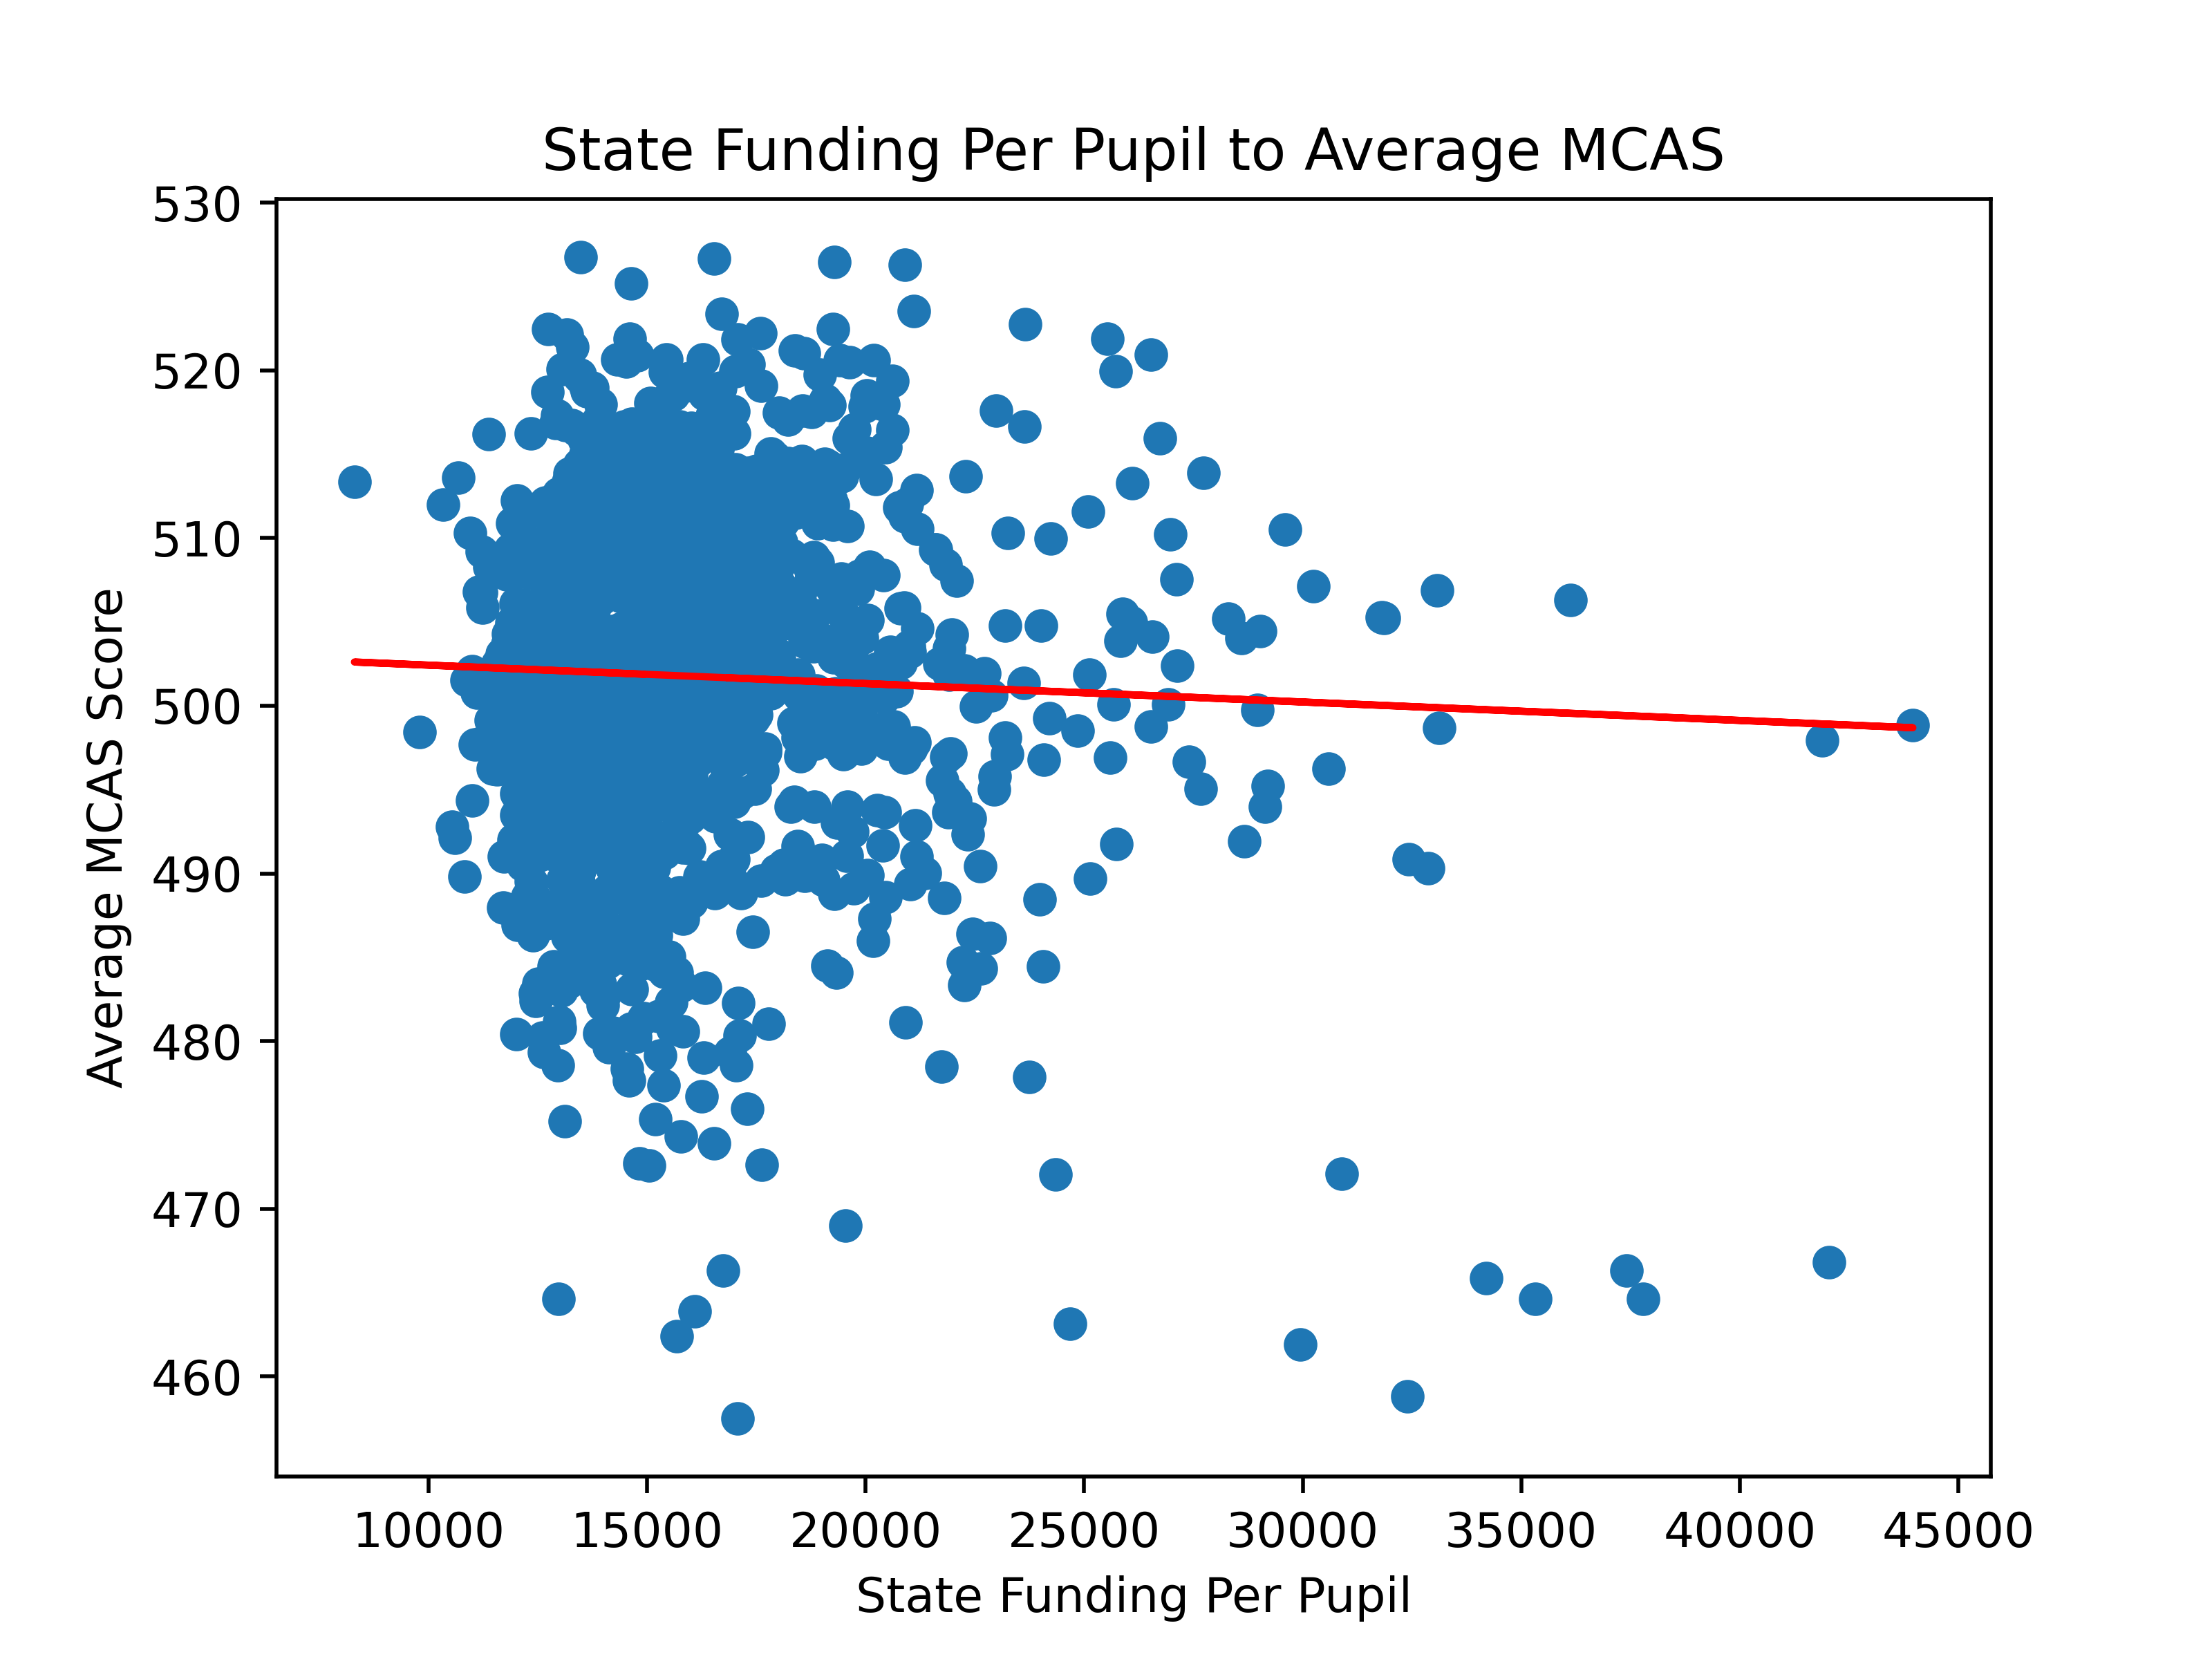 State Funding Per Pupil to Average MCAS
530
520
510
500
490
480
470
460
Average MCAS Score
10000 15000 20000 25000 30000 35000 40000 45000
State Funding Per Pupil